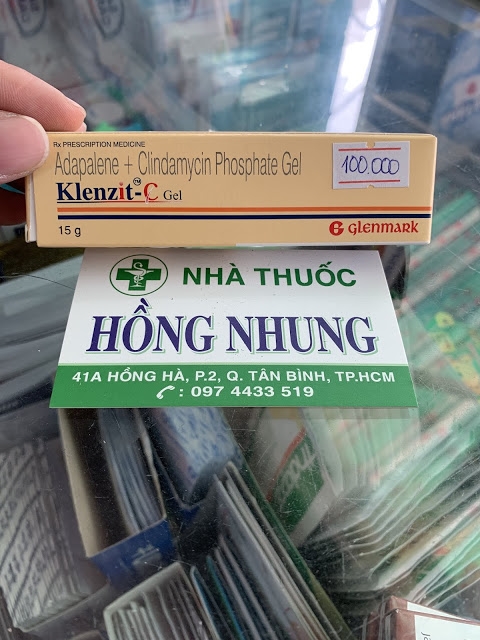 Rx PRESCRIPTION MEDICINE
Adapalene + Clindamycin Phosphate Gel
100.000
Klenzit-C Gel
TM
15 g
G glenmark
NHÀ THUỐC
HỒNG NHUNG
41A HỒNG HÀ, P.2, Q. TÂN BÌNH, TP.HCM
: 097 4433 519